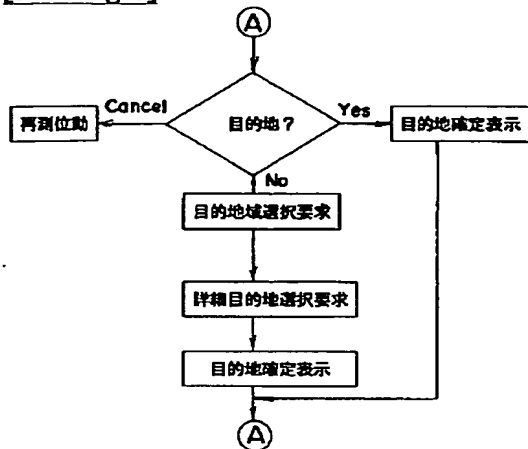 A
目的地?
Cancel
Yes
No
再測位動
目的地確定表示
目的地域選択要求
詳細目的地選択要求
目的地確定表示
A